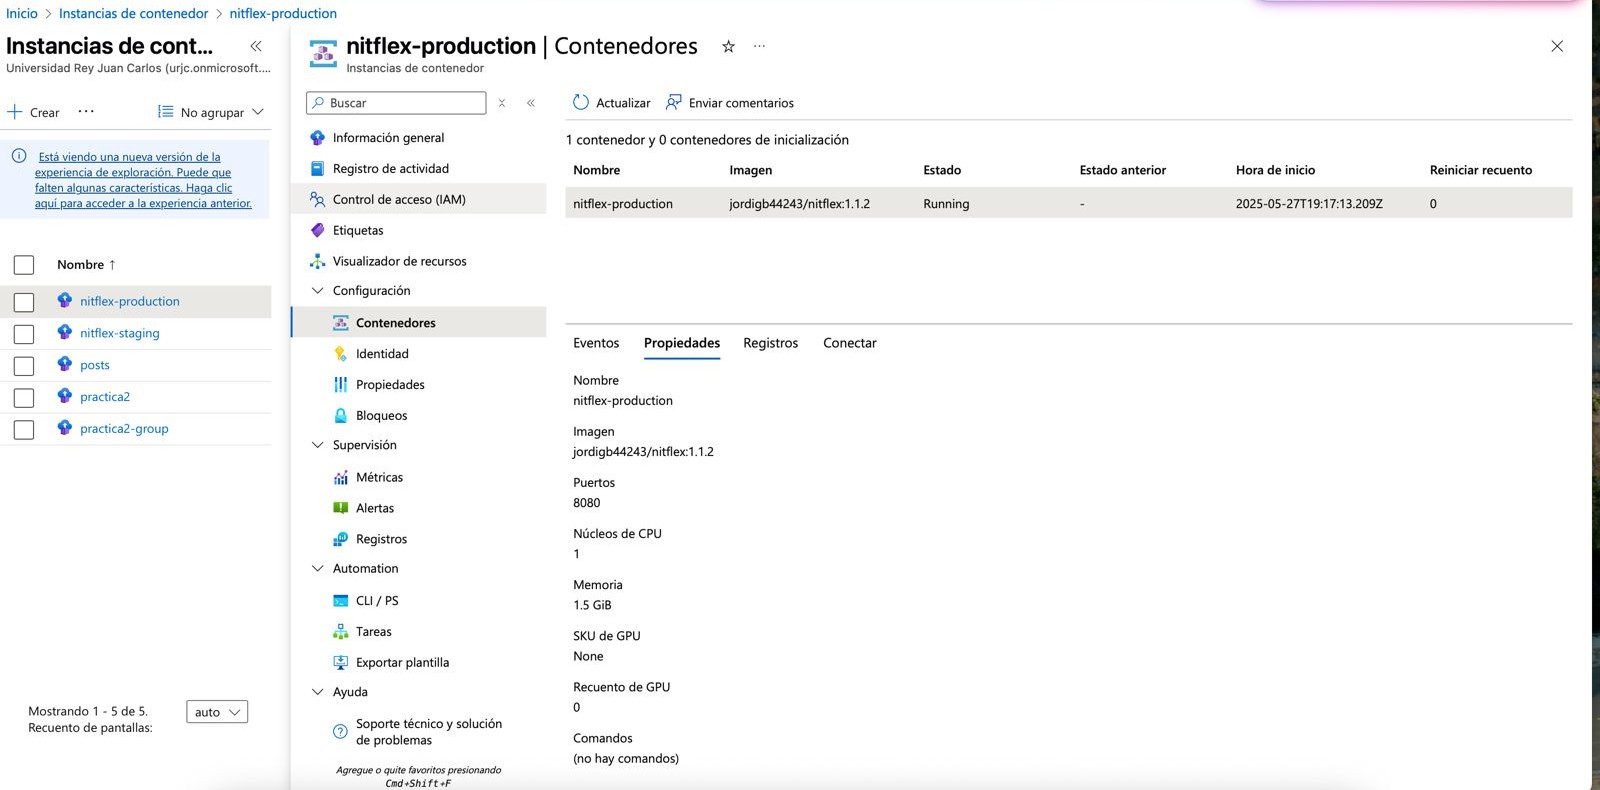 Inicio > Instancias de contenedor > nitflex-production
Instancias de cont...
Universidad Rey Juan Carlos (urjc.onmicrosoft....
Crear
No agrupar
Está viendo una nueva versión de la
experiencia de exploración. Puede que
falten algunas características. Haga clic
aquí para acceder a la experiencia anterior.
Nombre ↑
nitflex-production
nitflex-staging
posts
practica2
practica2-group
Mostrando 1 - 5 de 5.
Recuento de pantallas:
auto
nitflex-production | Contenedores
Instancias de contenedor
Buscar
Información general
Registro de actividad
Control de acceso (IAM)
Etiquetas
Visualizador de recursos
Configuración
Contenedores
Identidad
Propiedades
Bloqueos
Supervisión
Métricas
Alertas
Registros
Automation
CLI / PS
Tareas
Exportar plantilla
Ayuda
Soporte técnico y solución
de problemas
Agregue o quite favoritos presionando
Cmd+Shift+F
Actualizar Enviar comentarios
1 contenedor y 0 contenedores de inicialización
Nombre Imagen Estado Estado anterior Hora de inicio Reiniciar recuento
nitflex-production jordigb44243/nitflex:1.1.2 Running - 2025-05-27T19:17:13.209Z 0
Eventos Propiedades Registros Conectar
Nombre
nitflex-production
Imagen
jordigb44243/nitflex:1.1.2
Puertos
8080
Núcleos de CPU
1
Memoria
1.5 GiB
SKU de GPU
None
Recuento de GPU
0
Comandos
(no hay comandos)